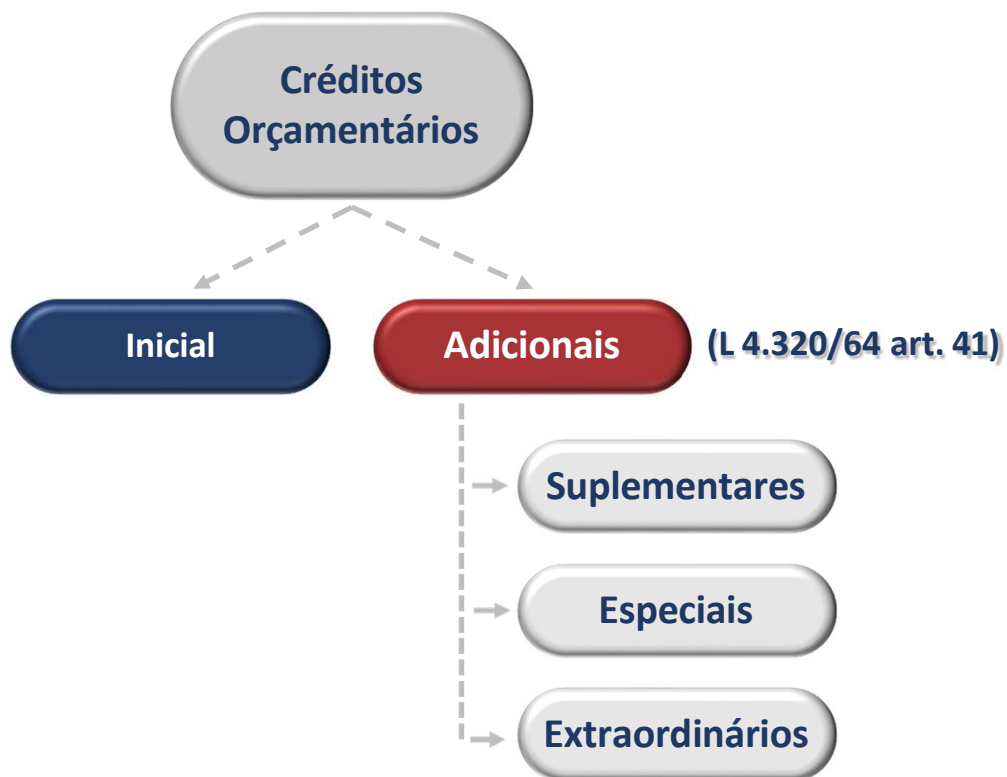 Créditos
Orçamentários
Inicial
Adicionais
(L 4.320/64 art. 41)
Suplementares
Especiais
Extraordinários